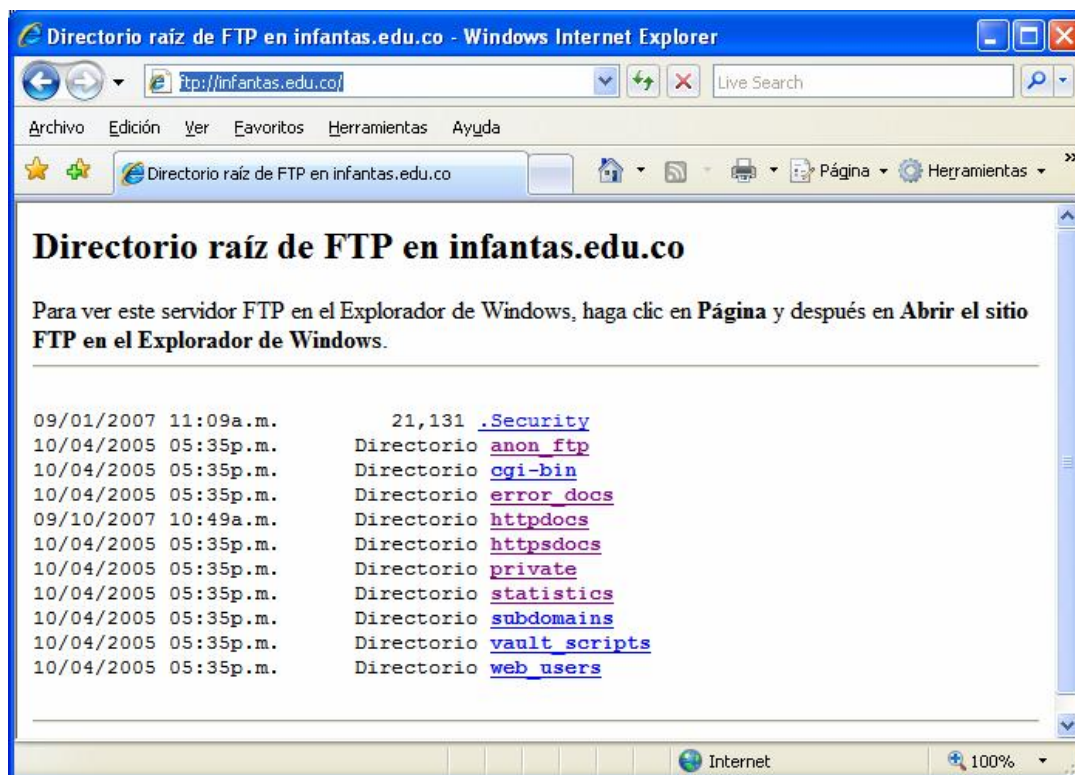 Directorio raíz de FTP en infantas.edu.co - Windows Internet Explorer
ftp://infantas.edu.co/
Live Search
Archivo Edición Ver Favoritos Herramientas Ayuda
Directorio raíz de FTP en infantas.edu.co
Página Herramientas »
Directorio raíz de FTP en infantas.edu.co
Para ver este servidor FTP en el Explorador de Windows, haga clic en Página y después en Abrir el sitio
FTP en el Explorador de Windows.
09/01/2007 11:09a.m. 21,131 .Security
10/04/2005 05:35p.m. Directorio anon_ftp
10/04/2005 05:35p.m. Directorio cgi-bin
10/04/2005 05:35p.m. Directorio error_docs
09/10/2007 10:49a.m. Directorio httpdocs
10/04/2005 05:35p.m. Directorio httpsdocs
10/04/2005 05:35p.m. Directorio private
10/04/2005 05:35p.m. Directorio statistics
10/04/2005 05:35p.m. Directorio subdomains
10/04/2005 05:35p.m. Directorio vault_scripts
10/04/2005 05:35p.m. Directorio web_users
Internet 100%